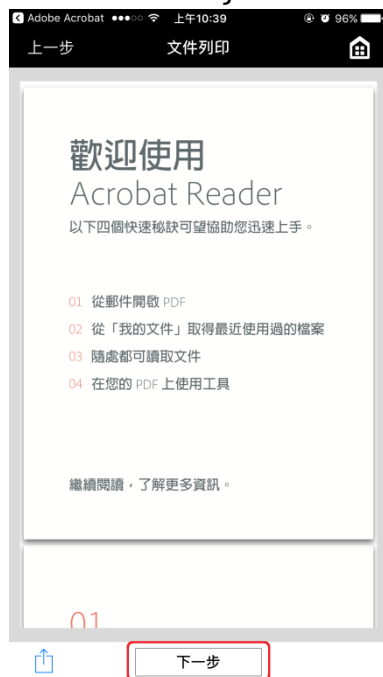 Adobe Acrobat 上午10:39 96%
上一步 文件列印
歡迎使用
Acrobat Reader
以下四個快速秘訣可望協助您迅速上手。
01 從郵件開啟 PDF
02 從「我的文件」取得最近使用過的檔案
03 隨處都可讀取文件
04 在您的 PDF 上使用工具
繼續閱讀，了解更多資訊。
01
下一步